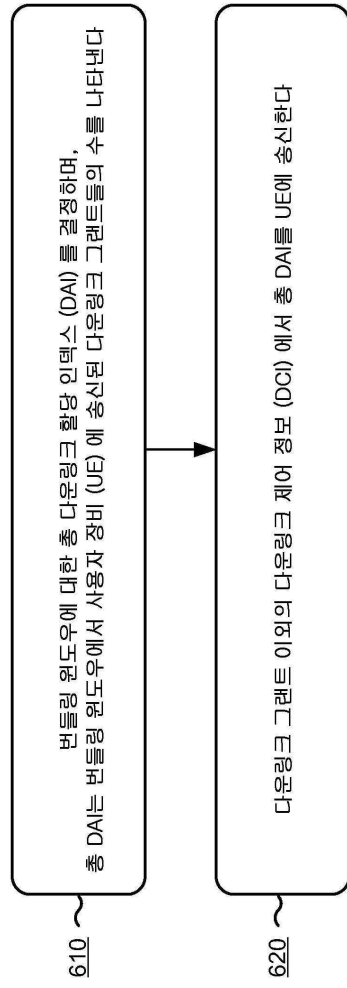 610
번들링 윈도우에 대한 총 다운링크 할당 인덱스 (DAI) 를 결정하며,
총 DAI는 번들링 윈도우에서 사용자 장비 (UE) 에 송신된 다운링크 그랜트들의 수를 나타낸다
620
다운링크 그랜트 이외의 다운링크 제어 정보 (DCI) 에서 총 DAI를 UE에 송신한다